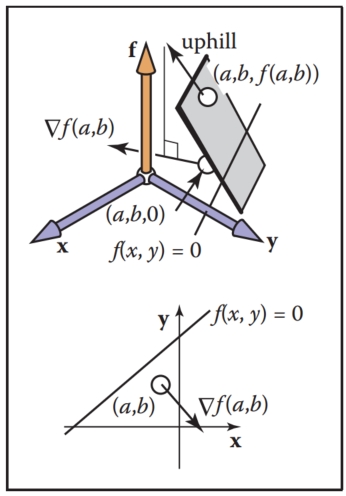 f
uphill
(a,b, f(a,b))
∇f(a,b)
(a,b,0)
f(x, y) = 0
x
y
y
f(x, y) = 0
(a,b)
∇f(a,b)
x